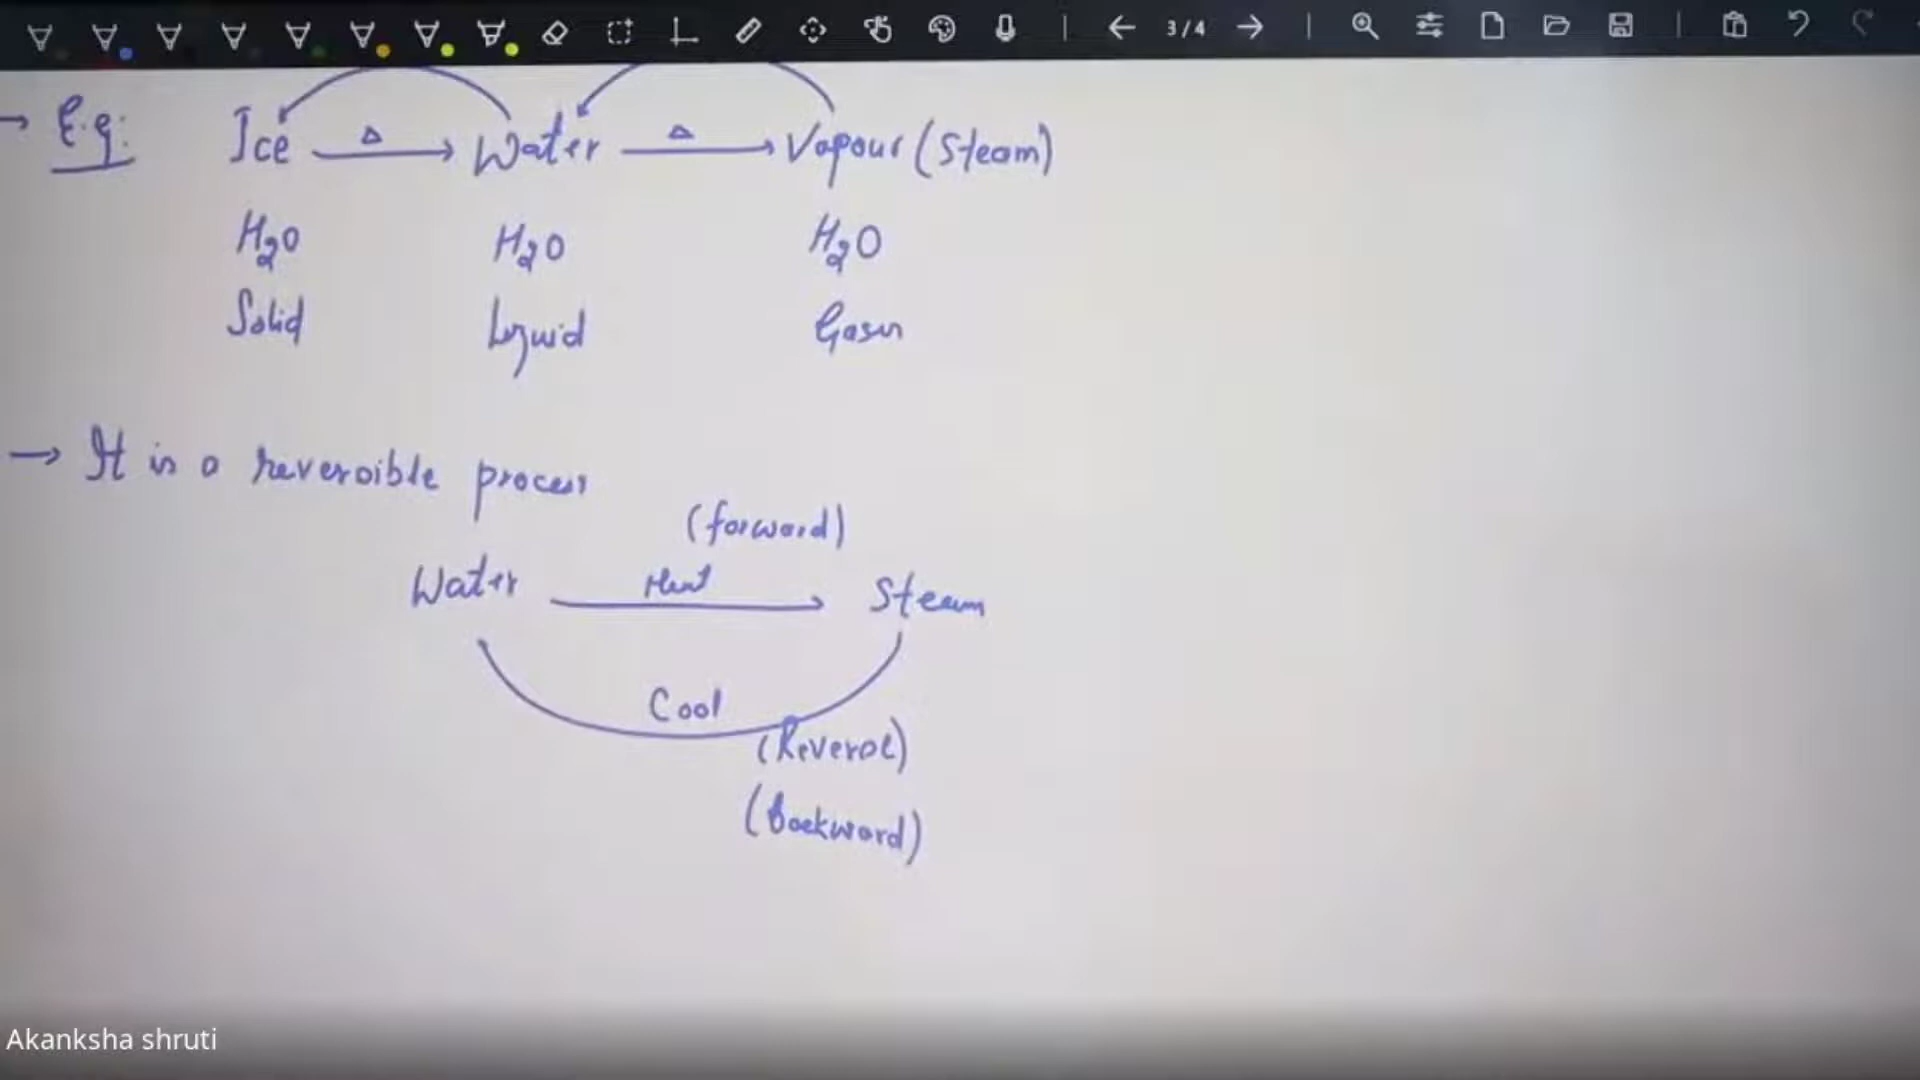 3 / 4
→ E.g: Ice —Δ→ Water —Δ→ Vapour (Steam)
H₂O H₂O H₂O
Solid Liquid Gaseous
→ It is a reversible process
(forward)
Water Heat → Steam
Cool
(Reverse)
(Backward)
Akanksha shruti